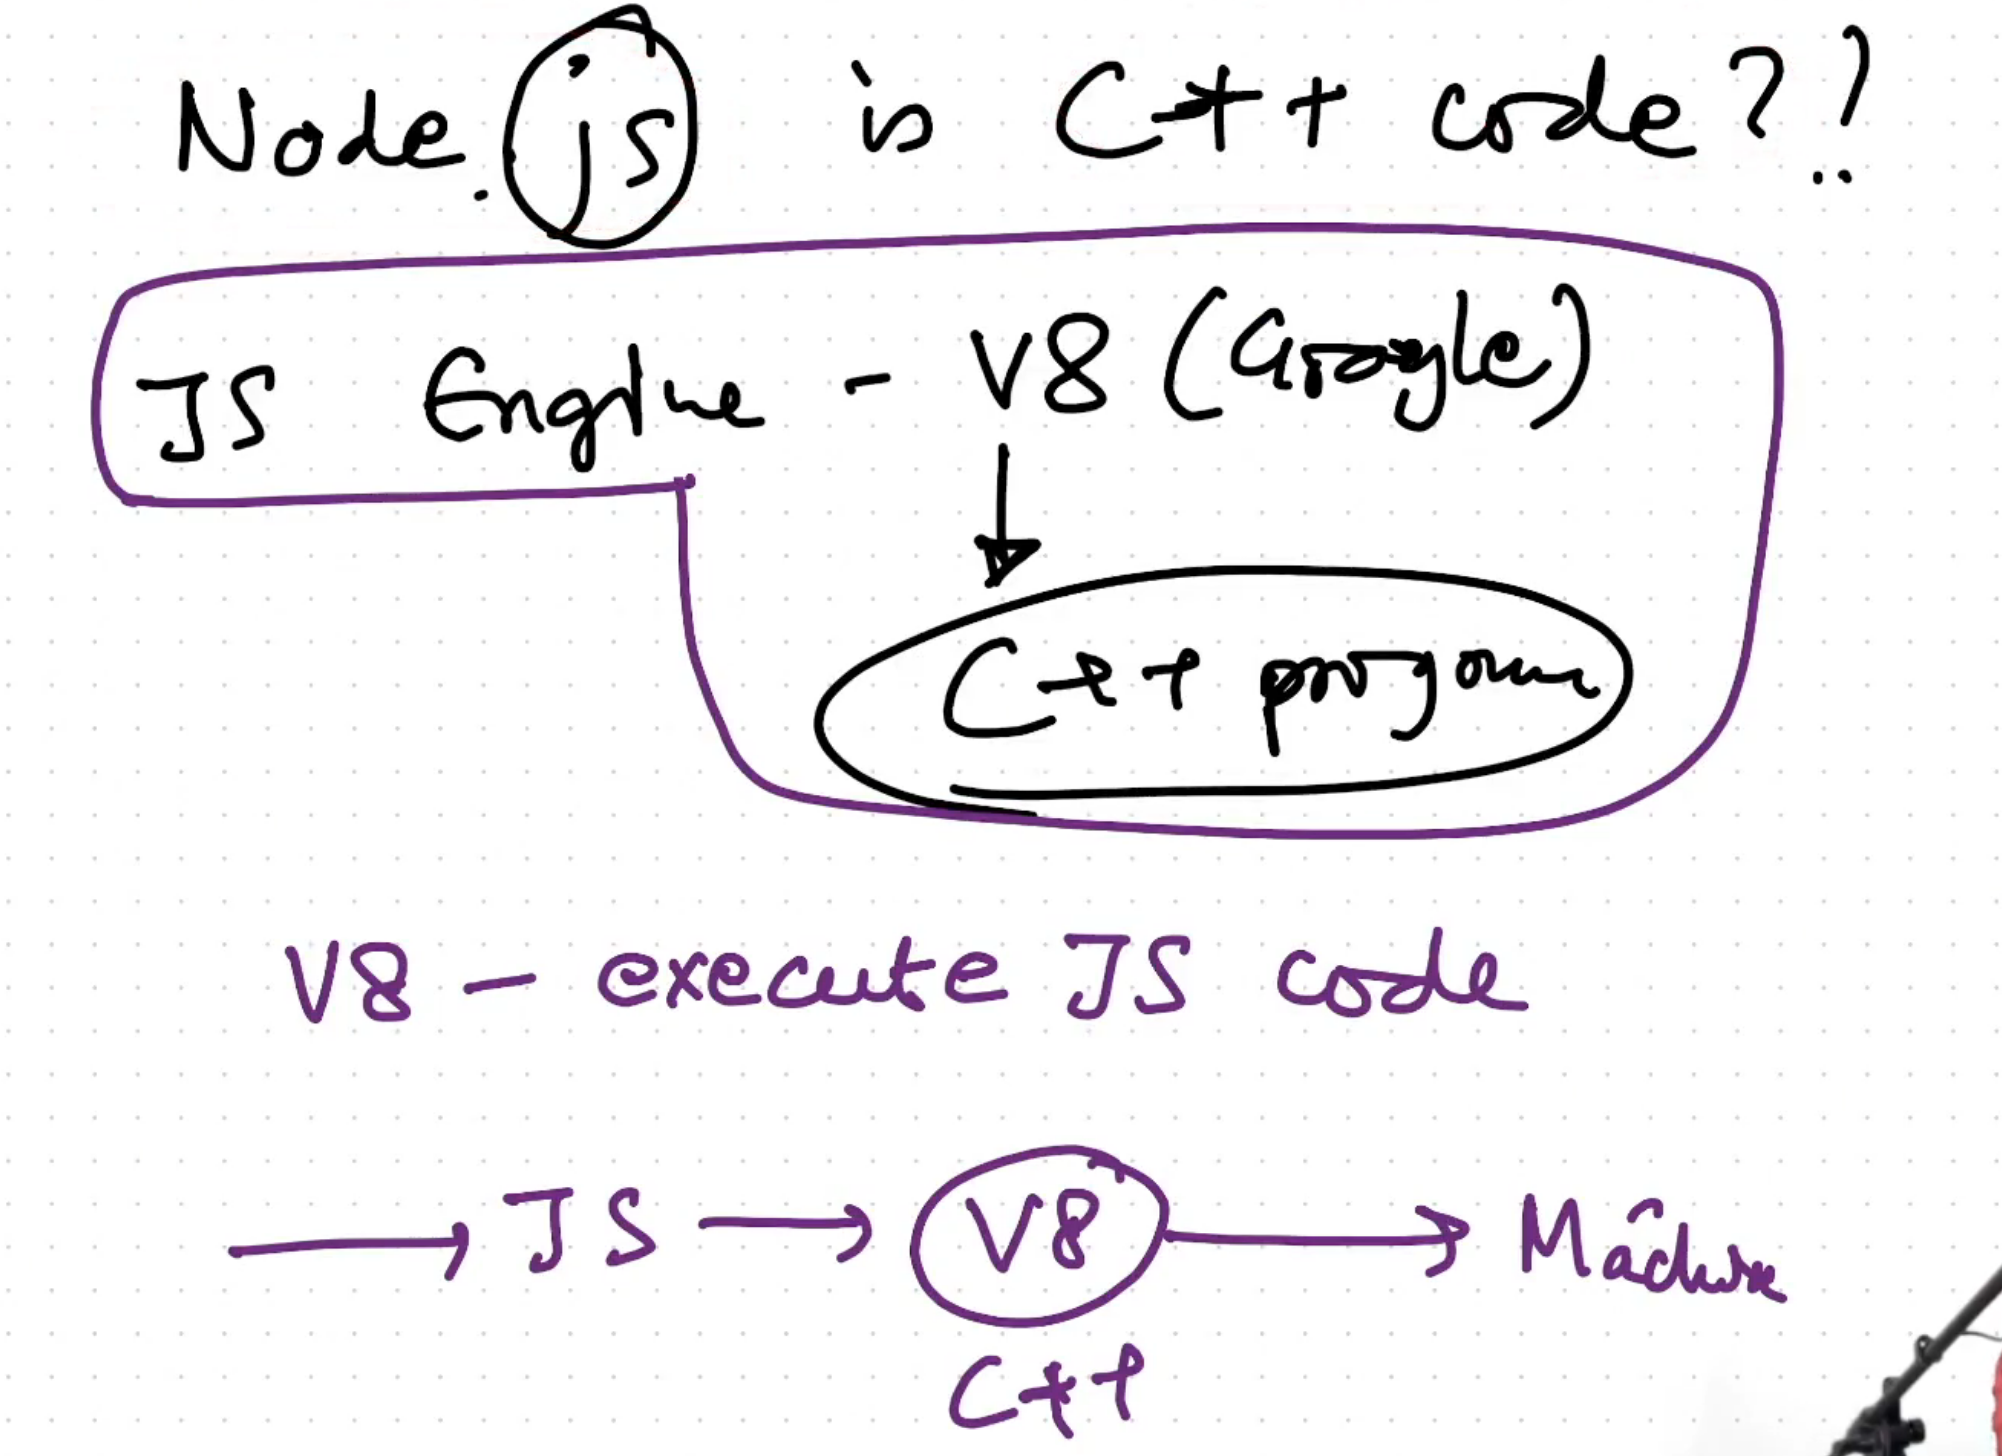 Node.js is C++ code??
JS Engine - V8 (Google)
C++ program
V8 - execute JS code
JS → V8 → Machine
C++